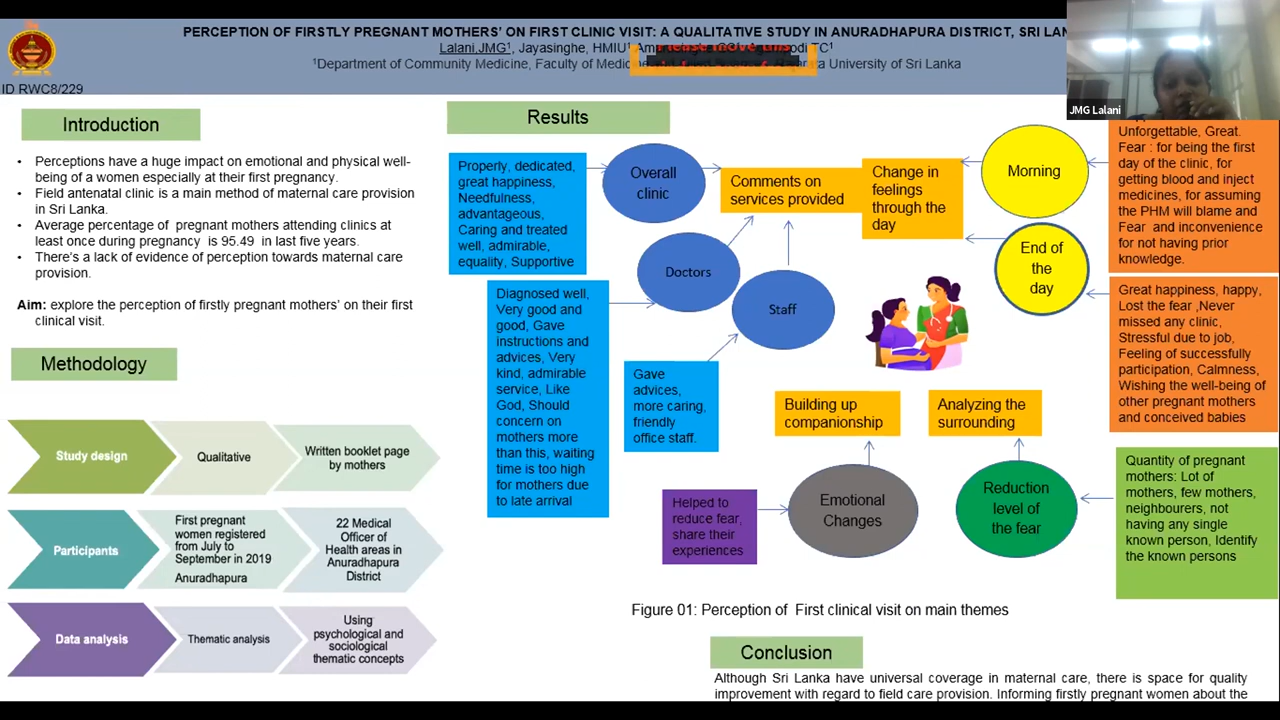 PERCEPTION OF FIRSTLY PREGNANT MOTHERS' ON FIRST CLINIC VISIT: A QUALITATIVE STUDY IN ANURADHAPURA DISTRICT, SRI
Lalani,JMG¹, Jayasinghe, HMIU¹
¹Department of Community Medicine, Faculty of University of Sri Lanka
ID RWC8/229
JMG Lalani
Introduction
• Perceptions have a huge impact on emotional and physical well-
being of a women especially at their first pregnancy.
• Field antenatal clinic is a main method of maternal care provision
in Sri Lanka.
• Average percentage of pregnant mothers attending clinics at
least once during pregnancy is 95.49 in last five years.
• There's a lack of evidence of perception towards maternal care
provision.
Aim: explore the perception of firstly pregnant mothers' on their first
clinical visit.
Methodology
Study design
Qualitative
Written booklet page
by mothers
Participants
First pregnant
women registered
from July to
September in 2019
Anuradhapura
22 Medical
Officer of
Health areas in
Anuradhapura
District
Data analysis
Thematic analysis
Using
psychological and
sociological
thematic concepts
Results
Properly, dedicated,
great happiness,
Needfulness,
advantageous,
Caring and treated
well, admirable,
equality, Supportive
Overall
clinic
Comments on
services provided
Doctors
Staff
Diagnosed well,
Very good and
good, Gave
instructions and
advices, Very
kind, admirable
service, Like
God, Should
concern on
mothers more
than this, waiting
time is too high
for mothers due
to late arrival
Gave
advices,
more caring,
friendly
office staff.
Change in
feelings
through the
day
Morning
End of
the
day
Unforgettable, Great.
Fear : for being the first
day of the clinic, for
getting blood and inject
medicines, for assuming
the PHM will blame and
Fear and inconvenience
for not having prior
knowledge.
Great happiness, happy,
Lost the fear ,Never
missed any clinic,
Stressful due to job,
Feeling of successfully
participation, Calmness,
Wishing the well-being of
other pregnant mothers
and conceived babies
Building up
companionship
Analyzing the
surrounding
Helped to
reduce fear,
share their
experiences
Emotional
Changes
Reduction
level of
the fear
Quantity of pregnant
mothers: Lot of
mothers, few mothers,
neighbourers, not
having any single
known person, Identify
the known persons
Figure 01: Perception of First clinical visit on main themes
Conclusion
Although Sri Lanka have universal coverage in maternal care, there is space for quality
improvement with regard to field care provision. Informing firstly pregnant women about the